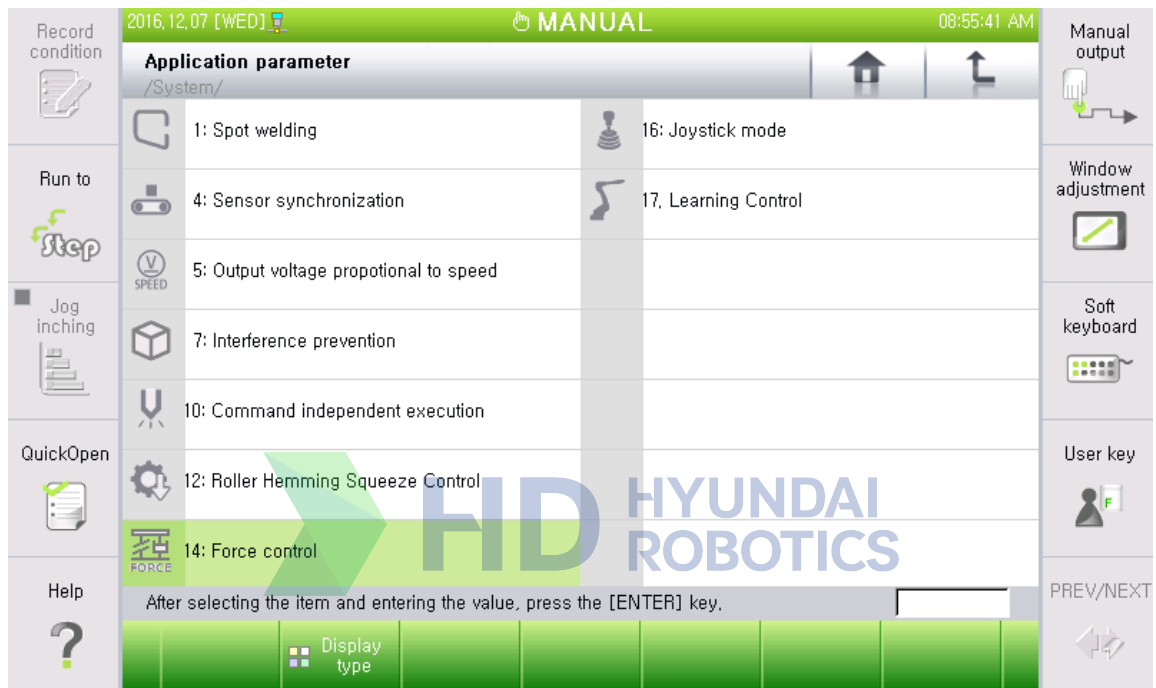 Record
condition
2016,12,07 [WED]
MANUAL
08:55:41 AM
Manual
output
Application parameter
/System/
1: Spot welding
16: Joystick mode
Run to
Step
4: Sensor synchronization
17, Learning Control
Window
adjustment
V
SPEED
5: Output voltage propotional to speed
Jog
inching
7: Interference prevention
Soft
keyboard
10: Command independent execution
QuickOpen
12: Roller Hemming Squeeze Control
User key
F
HD HYUNDAI
ROBOTICS
FORCE
14: Force control
Help
?
After selecting the item and entering the value, press the [ENTER] key,
PREV/NEXT
Display
type